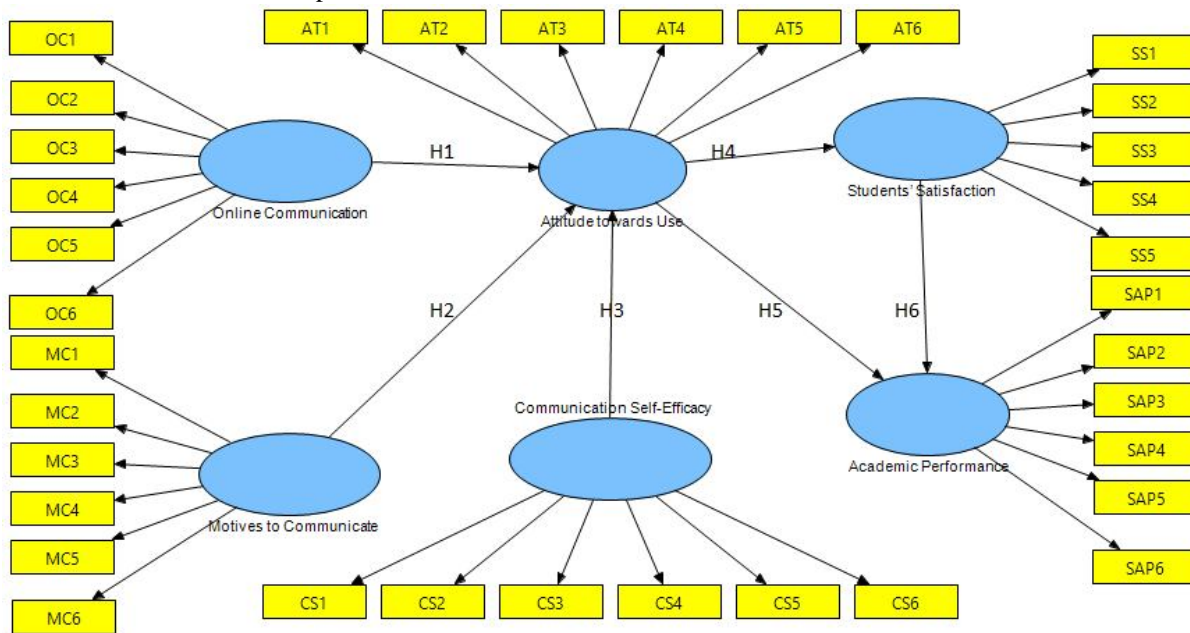 OC1
OC2
OC3
OC4
OC5
OC6
Online Communication
AT1
AT2
AT3
AT4
AT5
AT6
Attitude towards Use
SS1
SS2
SS3
SS4
SS5
Students' Satisfaction
H1
H4
H2
H3
H5
H6
MC1
MC2
MC3
MC4
MC5
MC6
Motives to Communicate
Communication Self-Efficacy
CS1
CS2
CS3
CS4
CS5
CS6
SAP1
SAP2
SAP3
SAP4
SAP5
SAP6
Academic Performance